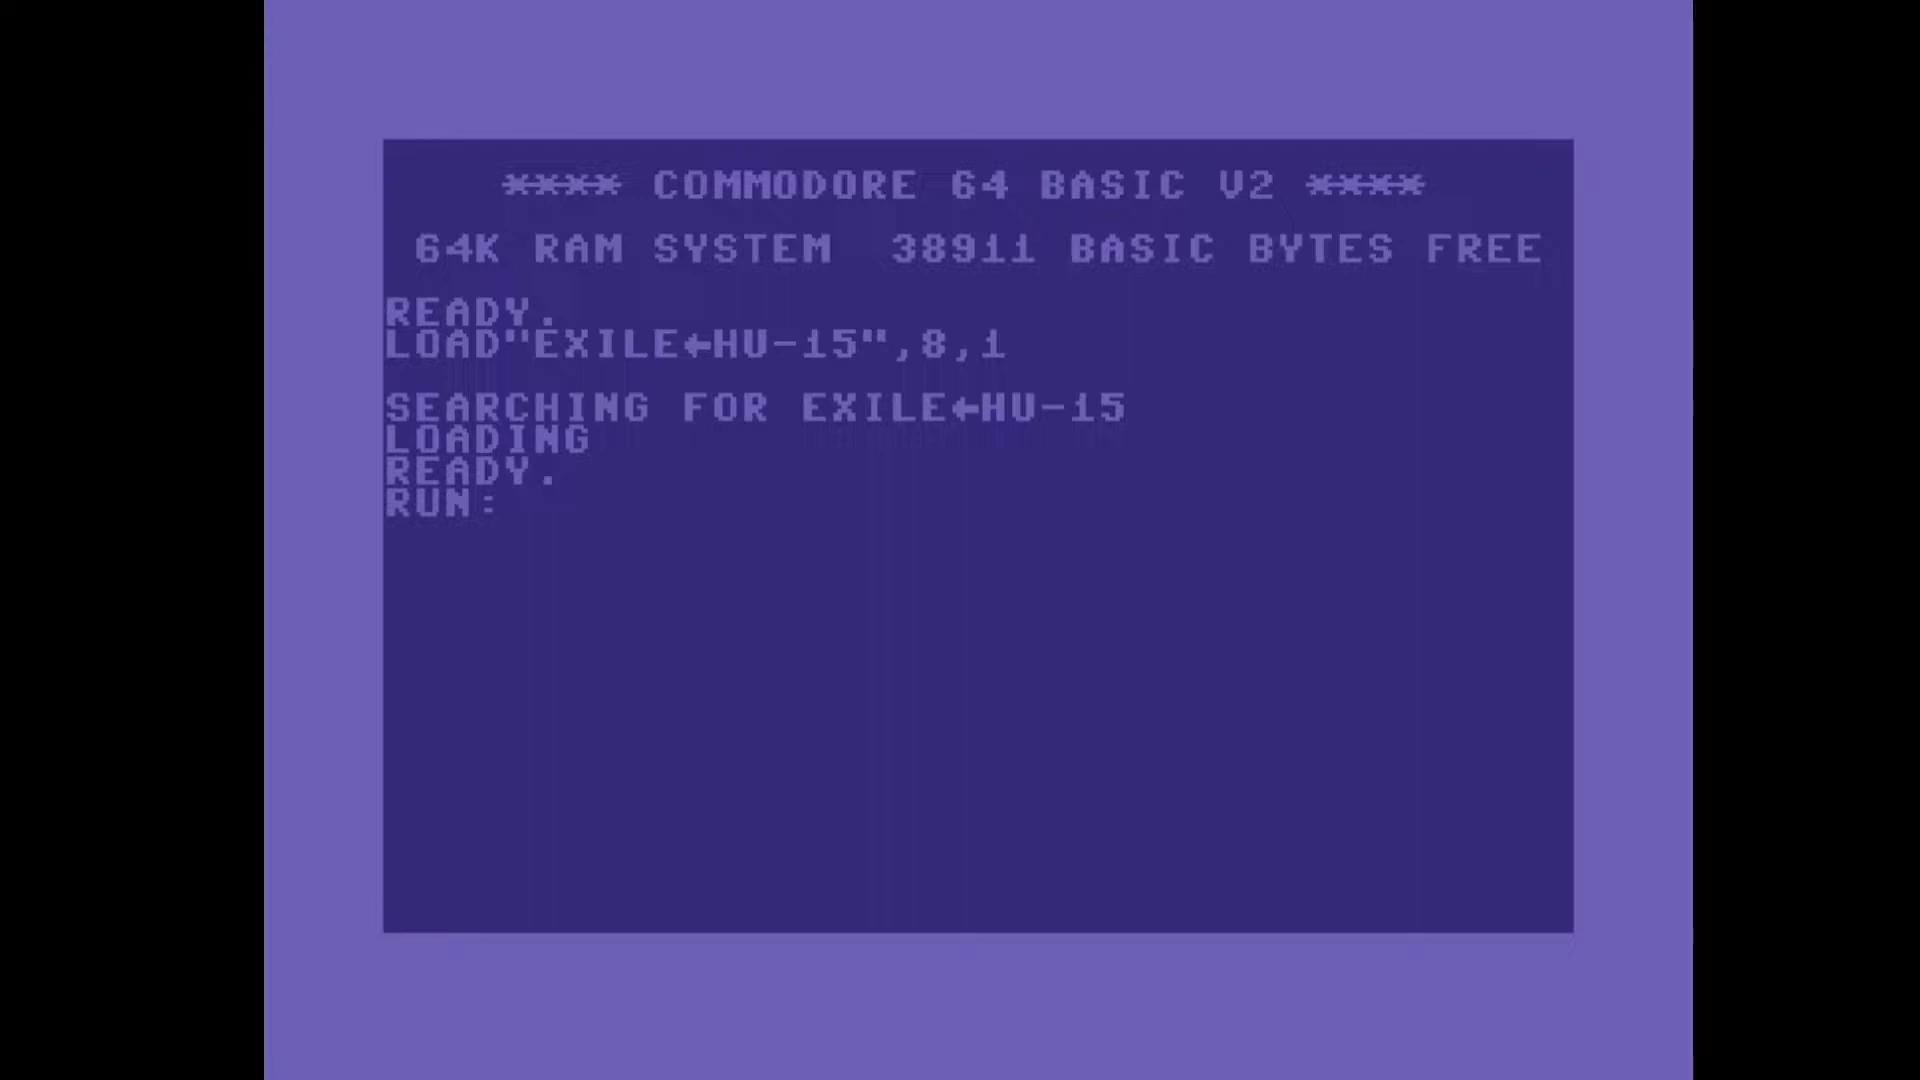 **** COMMODORE 64 BASIC V2 ****
64K RAM SYSTEM  38911 BASIC BYTES FREE
READY.
LOAD"EXILE←HU-15",8,1
SEARCHING FOR EXILE←HU-15
LOADING
READY.
RUN: